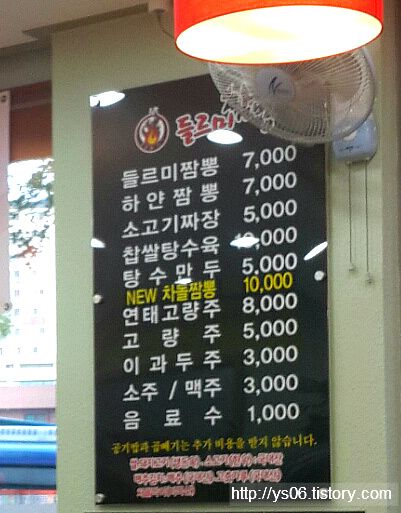 들르미
들르미짬뽕 7,000
하얀짬뽕 7,000
소고기짜장 5,000
찹쌀탕수육
탕수만두 5,000
NEW 차돌짬뽕 10,000
연태고량주 8,000
고량주 5,000
이과두주 3,000
소주 / 맥주 3,000
음료수 1,000
공기밥과 곱빼기는 추가 비용을 받지 않습니다.
http://ys06.tistory.com